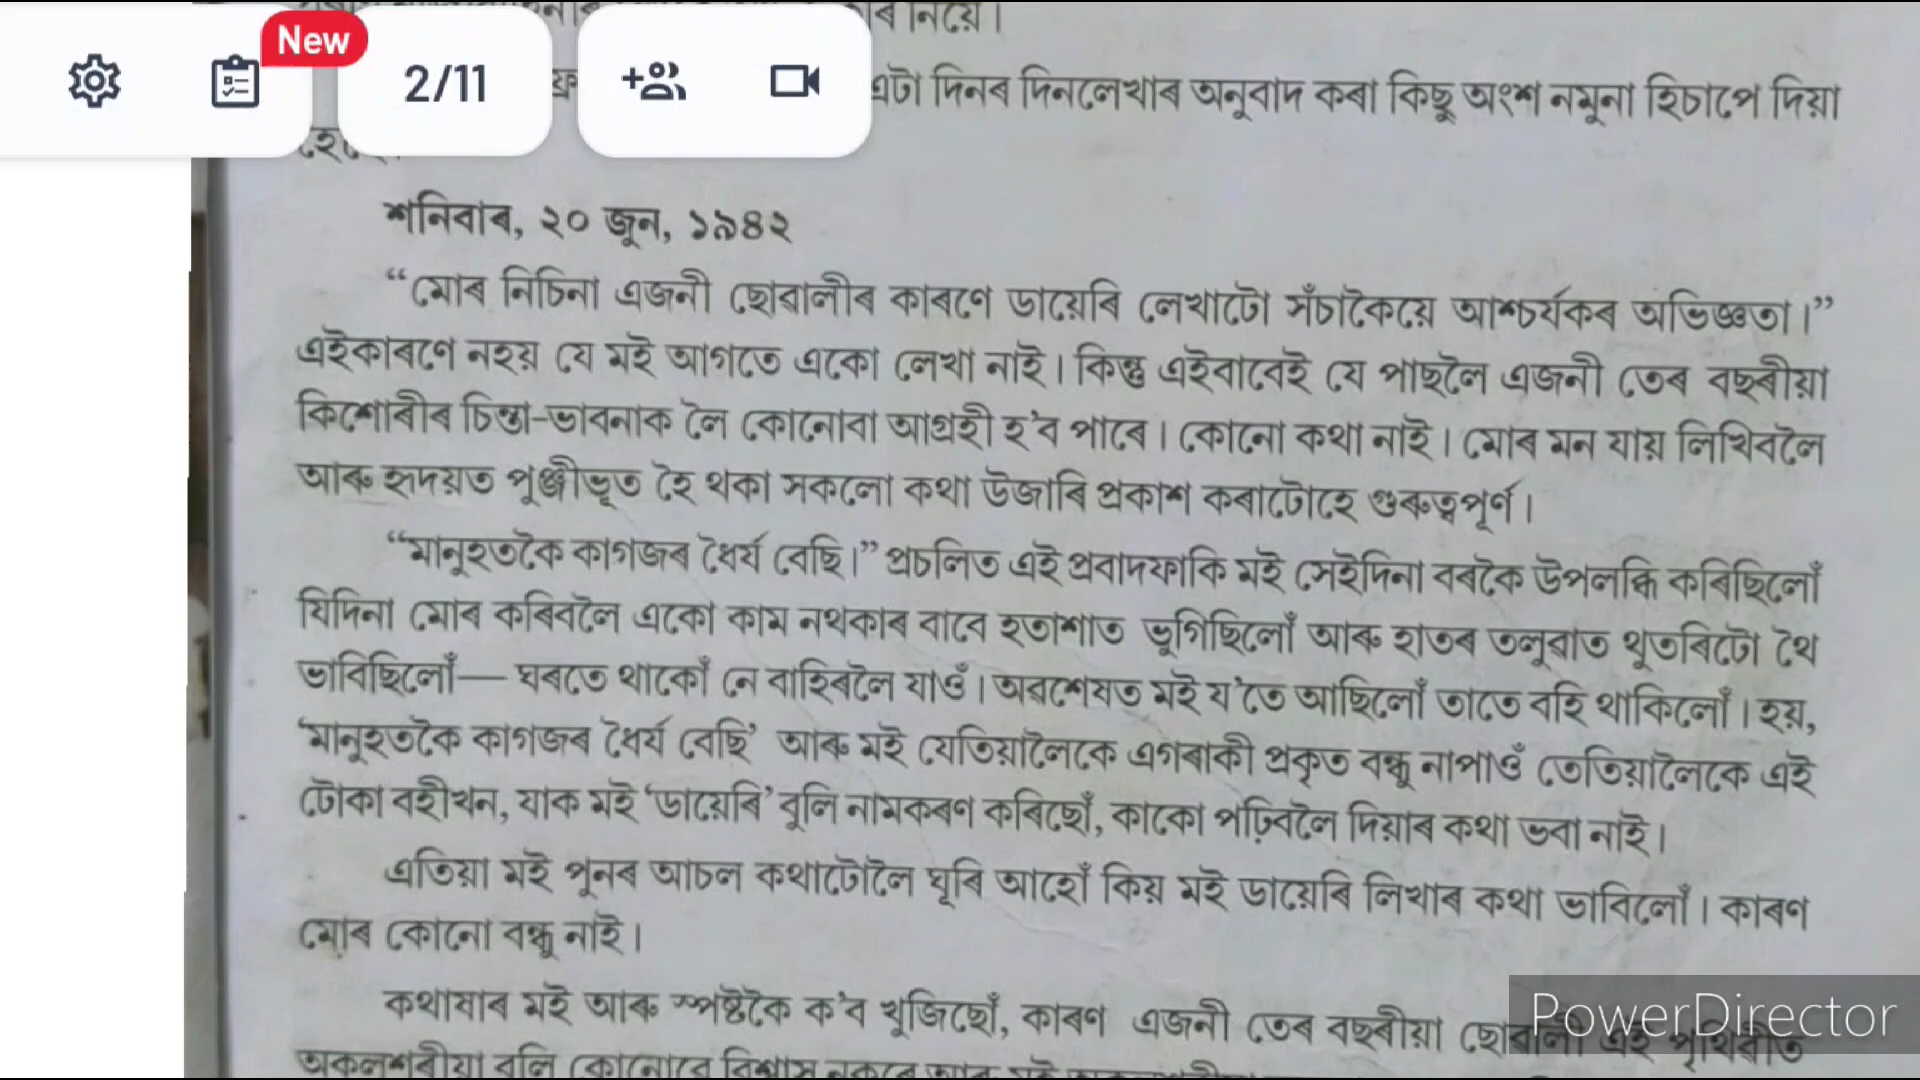 ৰ নিয়ে।
New
2/11
এটা দিনৰ দিনলেখাৰ অনুবাদ কৰা কিছু অংশ নমুনা হিচাপে দিয়া
শনিবাৰ, ২০ জুন, ১৯৪২
“মোৰ নিচিনা এজনী ছোৱালীৰ কাৰণে ডায়েৰি লেখাটো সঁচাকৈয়ে আশ্চৰ্যকৰ অভিজ্ঞতা।”
এইকাৰণে নহয় যে মই আগতে একো লেখা নাই। কিন্তু এইবাবেই যে পাছলৈ এজনী তেৰ বছৰীয়া
কিশোৰীৰ চিন্তা-ভাবনাক লৈ কোনোবা আগ্ৰহী হ’ব পাৰে। কোনো কথা নাই। মোৰ মন যায় লিখিবলৈ
আৰু হৃদয়ত পুঞ্জীভূত হৈ থকা সকলো কথা উজাৰি প্ৰকাশ কৰাটোহে গুৰুত্বপূৰ্ণ।
“মানুহতকৈ কাগজৰ ধৈৰ্য বেছি।” প্ৰচলিত এই প্ৰবাদফাকি মই সেইদিনা বৰকৈ উপলব্ধি কৰিছিলোঁ
যিদিনা মোৰ কৰিবলৈ একো কাম নথকাৰ বাবে হতাশাত ভুগিছিলোঁ আৰু হাতৰ তলুৱাত থুতৰিটো থৈ
ভাবিছিলোঁ— ঘৰতে থাকোঁ নে বাহিৰলৈ যাওঁ। অৱশেষত মই য’তে আছিলোঁ তাতে বহি থাকিলোঁ। হয়,
‘মানুহতকৈ কাগজৰ ধৈৰ্য বেছি’ আৰু মই যেতিয়ালৈকে এগৰাকী প্ৰকৃত বন্ধু নাপাওঁ তেতিয়ালৈকে এই
টোকা বহীখন, যাক মই ‘ডায়েৰি’ বুলি নামকৰণ কৰিছোঁ, কাকো পঢ়িবলৈ দিয়াৰ কথা ভবা নাই।
এতিয়া মই পুনৰ আচল কথাটোলৈ ঘূৰি আহোঁ কিয় মই ডায়েৰি লিখাৰ কথা ভাবিলোঁ। কাৰণ
মোৰ কোনো বন্ধু নাই।
কথাষাৰ মই আৰু স্পষ্টকৈ ক’ব খুজিছোঁ, কাৰণ এজনী তেৰ বছৰীয়া ছোৱালী এই পৃথিৱীত
অকলশৰীয়া বুলি কোনোবে বিশ্বাস নকৰে আৰু মই
PowerDirector